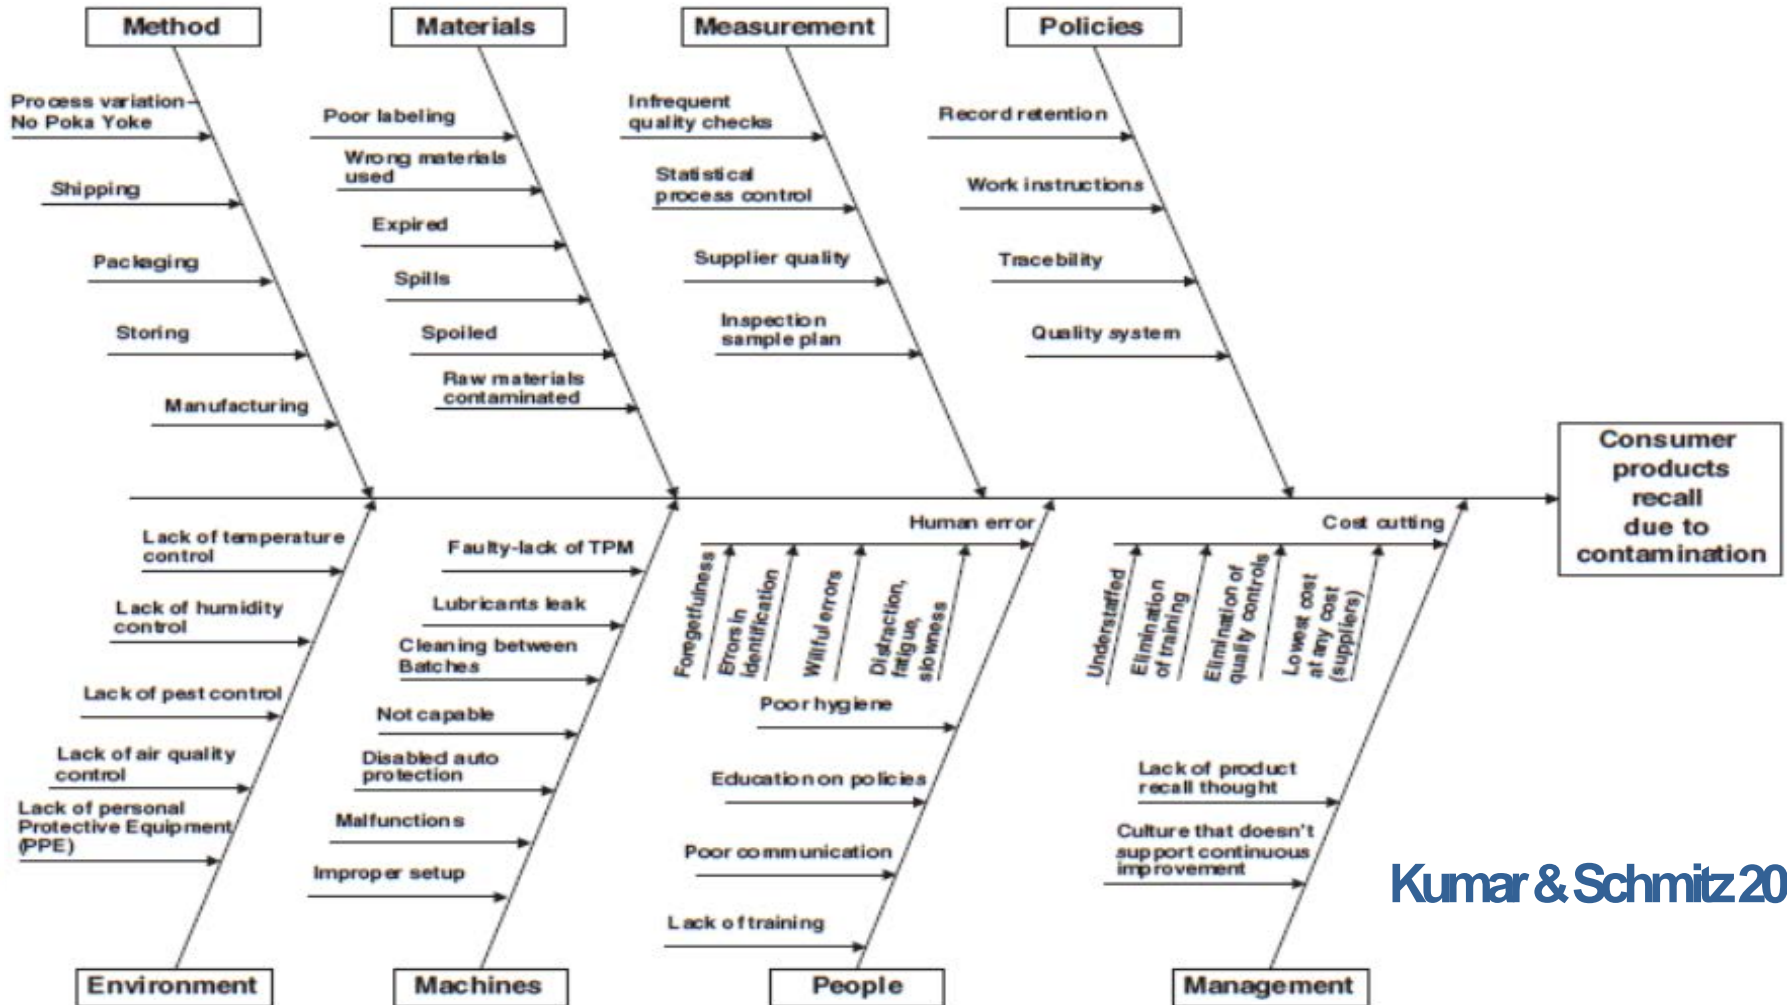 Method
Materials
Measurement
Policies
Process variation-
No Poka Yoke
Shipping
Packaging
Storing
Manufacturing
Poor labeling
Wrong materials
used
Expired
Spills
Spoiled
Raw materials
contaminated
Infrequent
quality checks
Statistical
process control
Supplier quality
Inspection
sample plan
Record retention
Work instructions
Tracebility
Quality system
Consumer
products
recall
due to
contamination
Lack of temperature
control
Lack of humidity
control
Lack of pest control
Lack of air quality
control
Lack of personal
Protective Equipment
(PPE)
Faulty-lack of TPM
Lubricants leak
Cleaning between
Batches
Not capable
Disabled auto
protection
Malfunctions
Improper setup
Human error
Foregetfulness
Errors in
identification
Willful errors
Distraction,
fatigue,
slowness
Poor hygiene
Education on policies
Poor communication
Lack of training
Cost cutting
Understaffed
Elimination
of training
Elimination of
quality controls
Lowest cost
at any cost
(suppliers)
Lack of product
recall thought
Culture that doesn't
support continuous
improvement
Kumar & Schmitz 20
Environment
Machines
People
Management